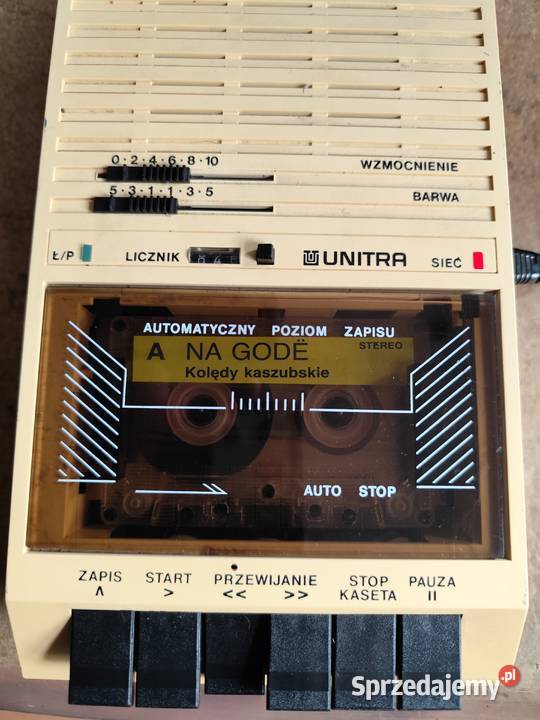 0·2·4·6·8·10
WZMOCNIENIE
5·3·1·1·3·5
BARWA
Ł/P
LICZNIK
UNITRA
SIEĆ
AUTOMATYCZNY POZIOM ZAPISU
A NA GODË
STEREO
Kolędy kaszubskie
AUTO STOP
ZAPIS START PRZEWIJANIE STOP PAUZA
^ > << >> KASETA II
Sprzedajemy.pl